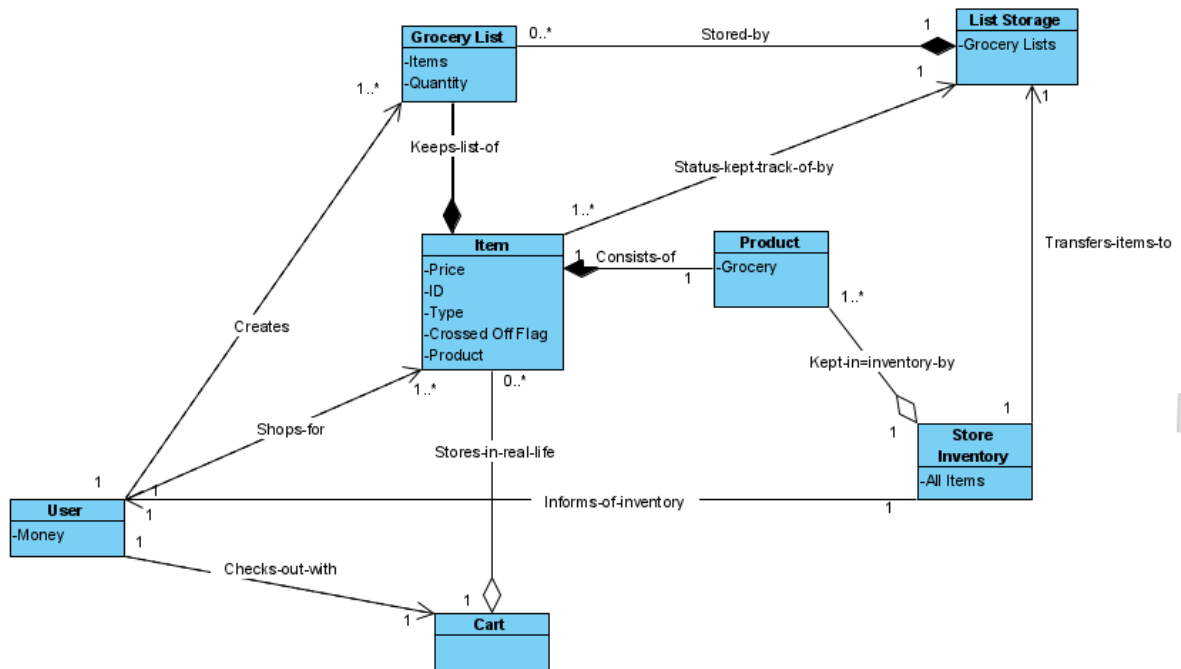 List Storage
-Grocery Lists
Grocery List
-Items
-Quantity
0..*
Stored-by
1
1..*
1
1
Keeps-list-of
Status-kept-track-of-by
1..*
Item
-Price
-ID
-Type
-Crossed Off Flag
-Product
1
Consists-of
1
Product
-Grocery
Transfers-items-to
1..*
Creates
Kept-in=inventory-by
1..*
0..*
Shops-for
1
1
Store
Inventory
-All Items
Stores-in-real-life
1
1
1
Informs-of-inventory
1
User
-Money
1
Checks-out-with
1
1
Cart